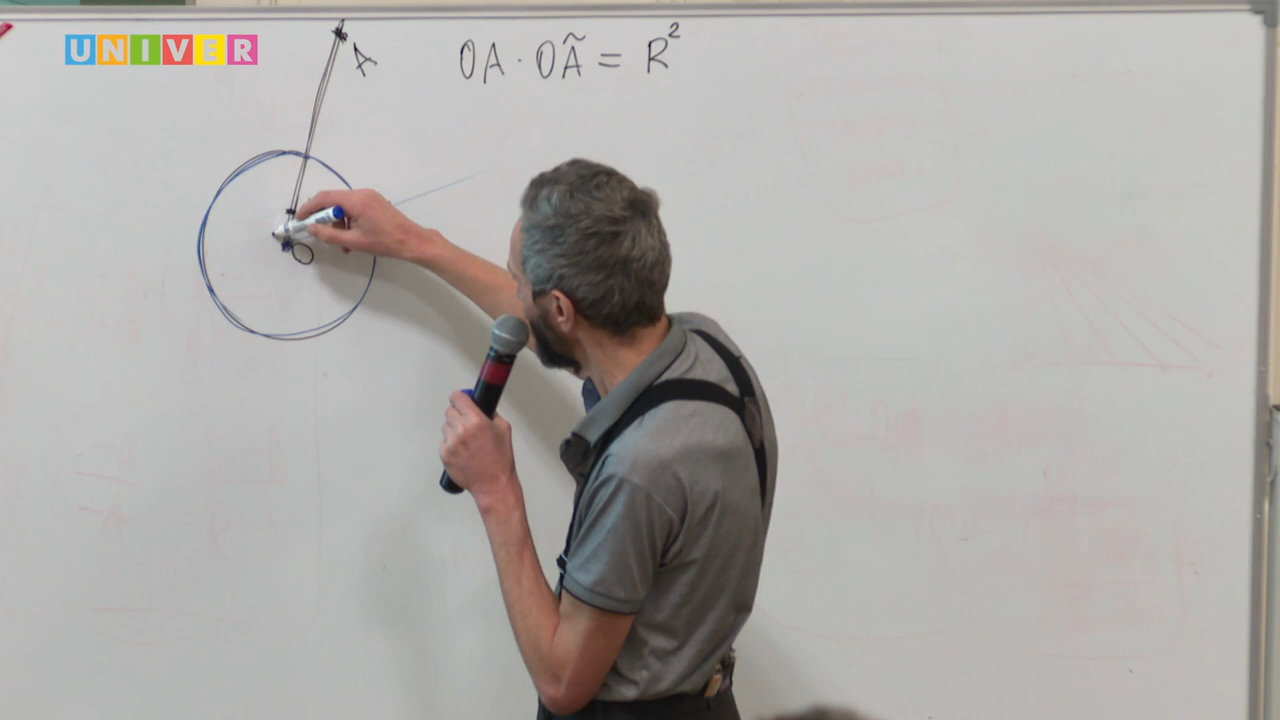 UNIVER
OA · OÃ = R²
A
O